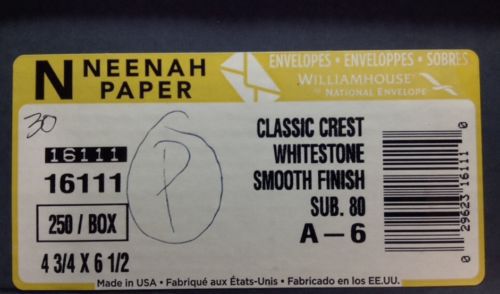 N NEENAH PAPER
ENVELOPES • ENVELOPPES • SOBRES
WILLIAMHOUSE
BY NATIONAL ENVELOPE
30
P
16111
16111
250 / BOX
4 3/4 X 6 1/2
CLASSIC CREST
WHITESTONE
SMOOTH FINISH
SUB. 80
A-6
0 29623 16111 0
Made in USA • Fabriqué aux États-Unis • Fabricado en los EE.UU.